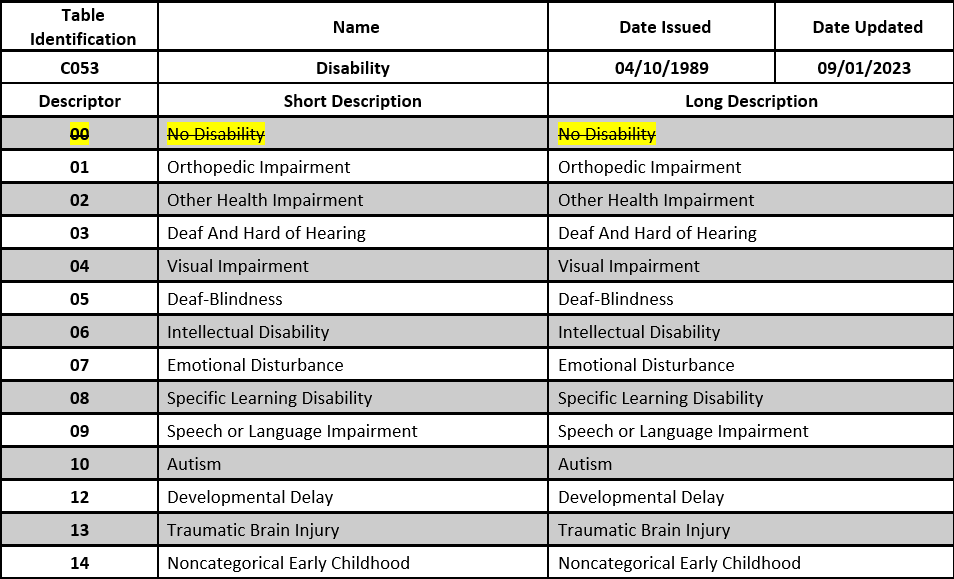 Table Identification Name Date Issued Date Updated
C053 Disability 04/10/1989 09/01/2023
Descriptor Short Description Long Description
00 No Disability No Disability
01 Orthopedic Impairment Orthopedic Impairment
02 Other Health Impairment Other Health Impairment
03 Deaf And Hard of Hearing Deaf And Hard of Hearing
04 Visual Impairment Visual Impairment
05 Deaf-Blindness Deaf-Blindness
06 Intellectual Disability Intellectual Disability
07 Emotional Disturbance Emotional Disturbance
08 Specific Learning Disability Specific Learning Disability
09 Speech or Language Impairment Speech or Language Impairment
10 Autism Autism
12 Developmental Delay Developmental Delay
13 Traumatic Brain Injury Traumatic Brain Injury
14 Noncategorical Early Childhood Noncategorical Early Childhood